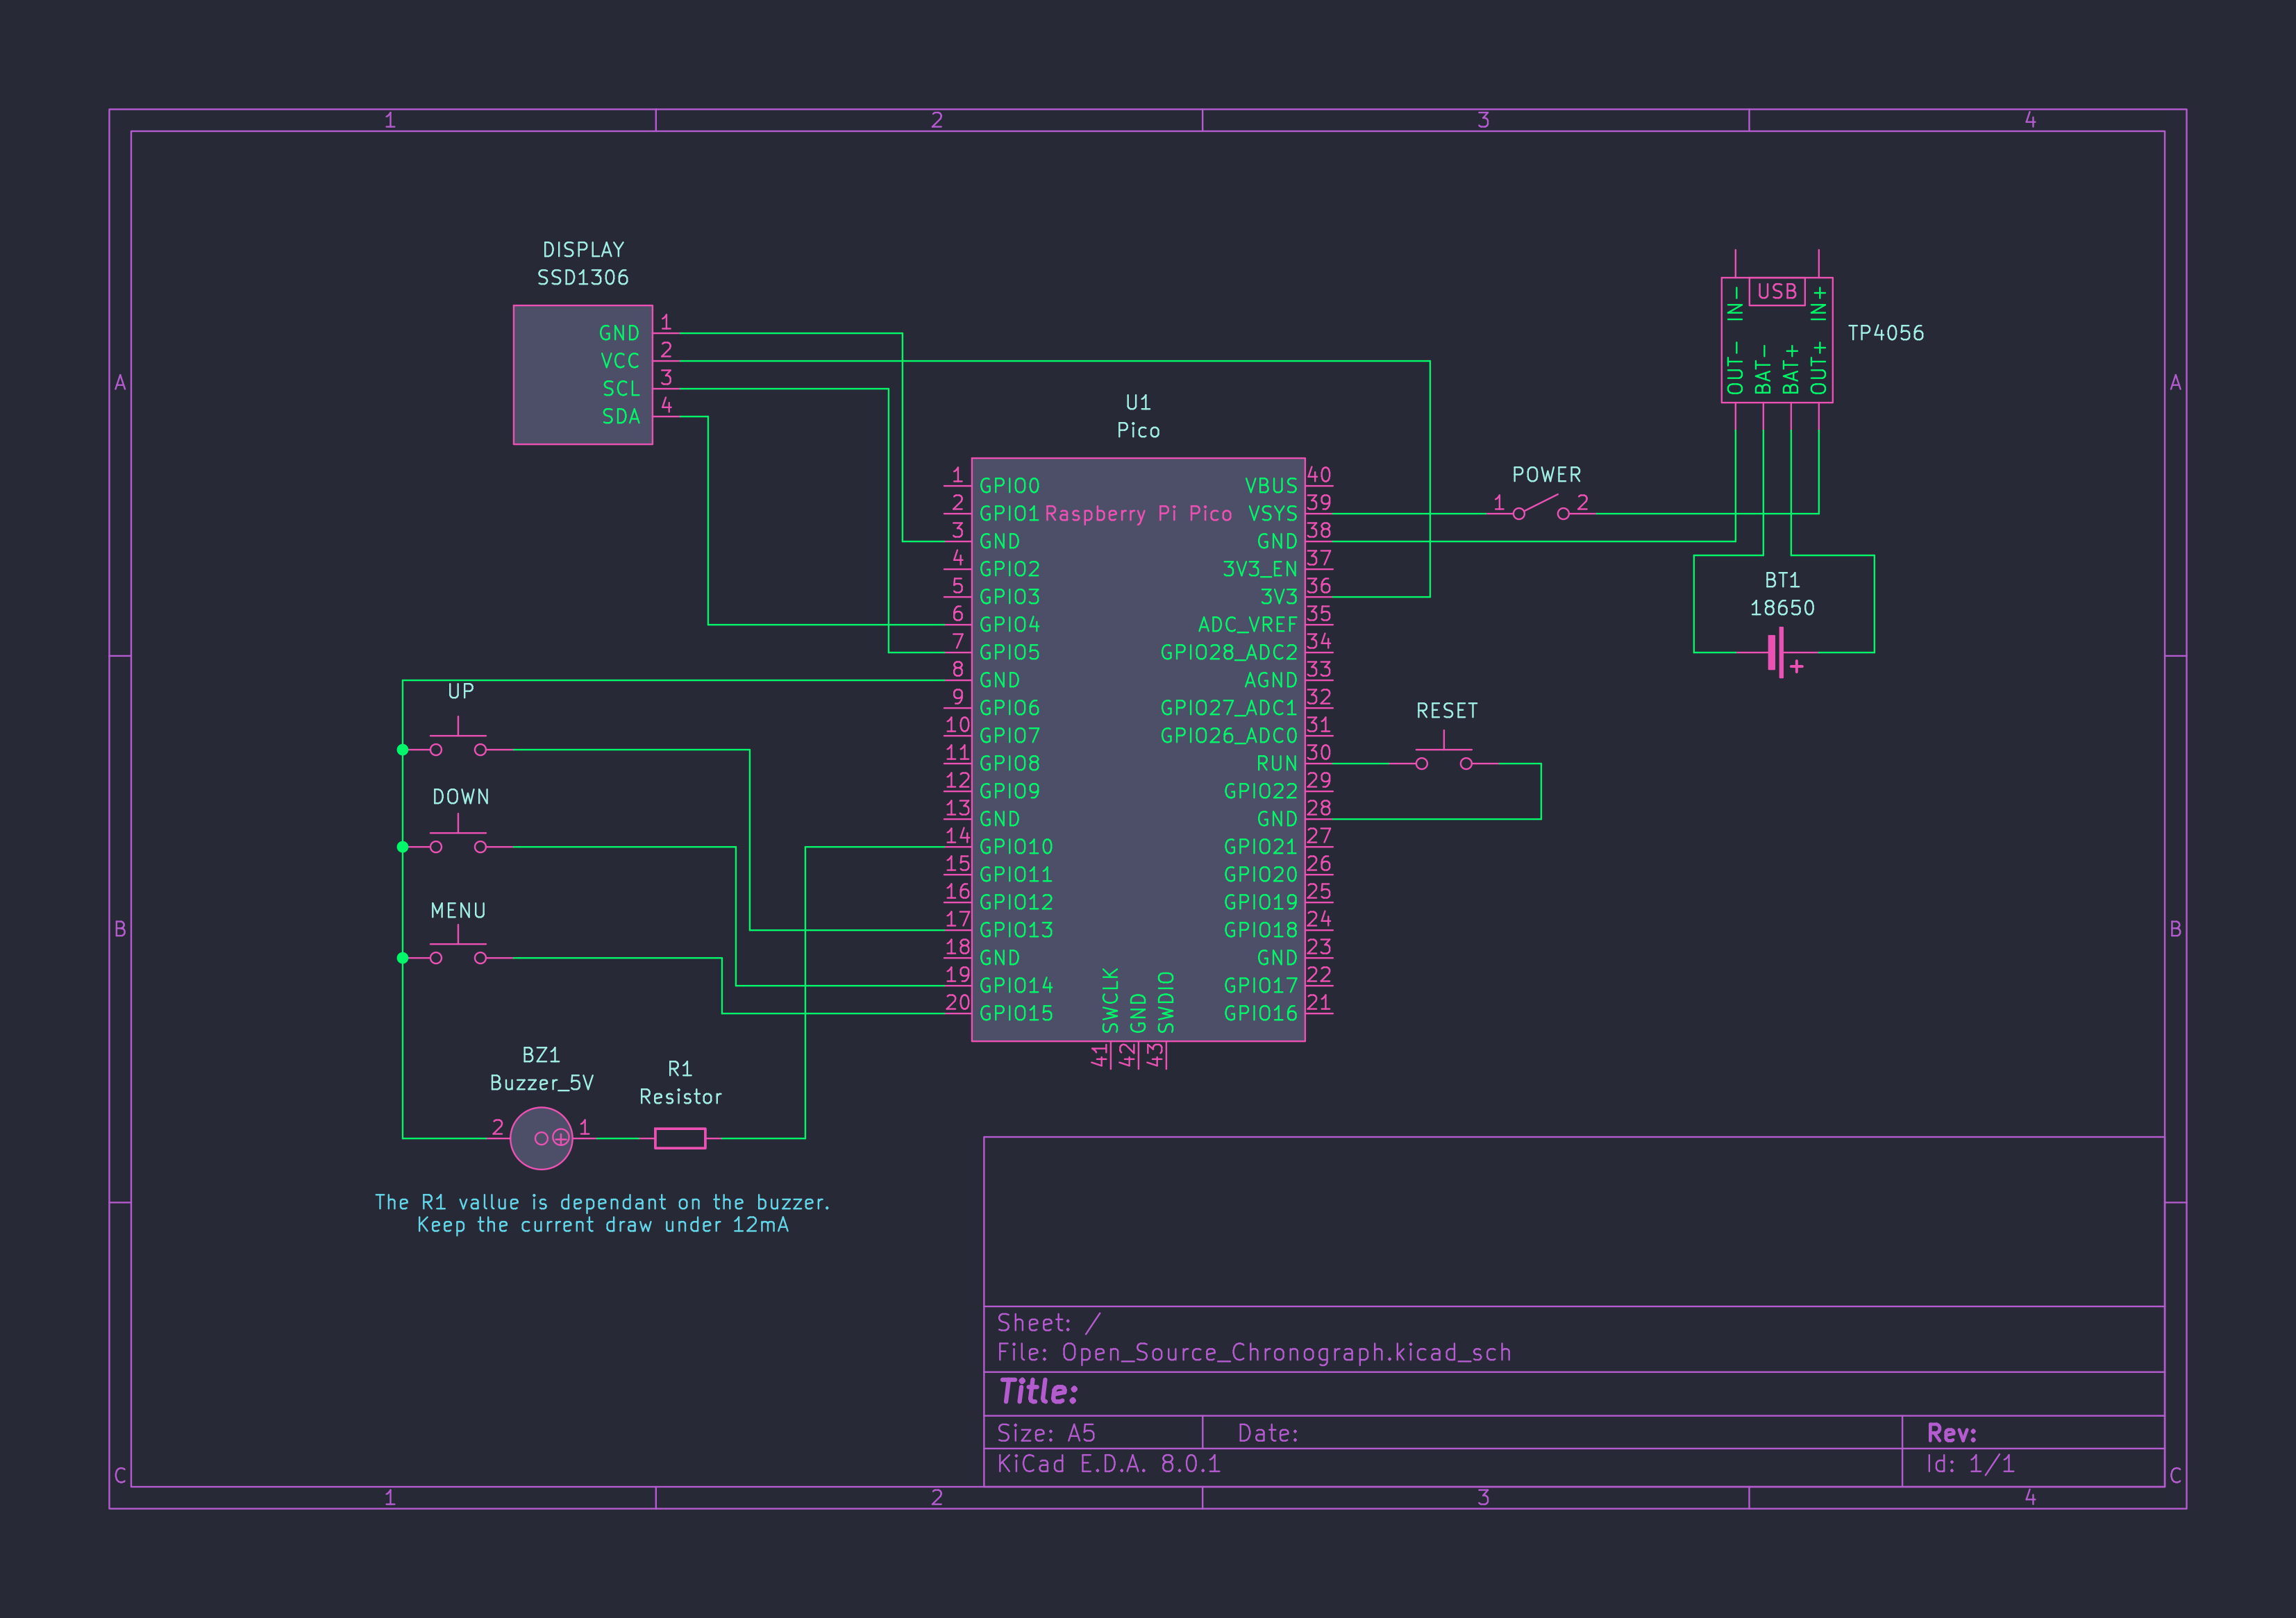 1 2 3 4
A A
B B
C C
DISPLAY
SSD1306
GND 1
VCC 2
SCL 3
SDA 4
USB
IN- IN+
OUT- BAT- BAT+ OUT+
TP4056
U1
Pico
Raspberry Pi Pico
1 GPIO0 VBUS 40
2 GPIO1 VSYS 39
3 GND GND 38
4 GPIO2 3V3_EN 37
5 GPIO3 3V3 36
6 GPIO4 ADC_VREF 35
7 GPIO5 GPIO28_ADC2 34
8 GND AGND 33
9 GPIO6 GPIO27_ADC1 32
10 GPIO7 GPIO26_ADC0 31
11 GPIO8 RUN 30
12 GPIO9 GPIO22 29
13 GND GND 28
14 GPIO10 GPIO21 27
15 GPIO11 GPIO20 26
16 GPIO12 GPIO19 25
17 GPIO13 GPIO18 24
18 GND GND 23
19 GPIO14 GPIO17 22
20 GPIO15 GPIO16 21
SWCLK GND SWDIO
41 42 43
POWER
1 2
BT1
18650
+
RESET
UP
DOWN
MENU
BZ1
Buzzer_5V
2 + 1
R1
Resistor
The R1 vallue is dependant on the buzzer.
Keep the current draw under 12mA
Sheet: /
File: Open_Source_Chronograph.kicad_sch
Title:
Size: A5 Date: Rev:
KiCad E.D.A. 8.0.1 Id: 1/1
1 2 3 4